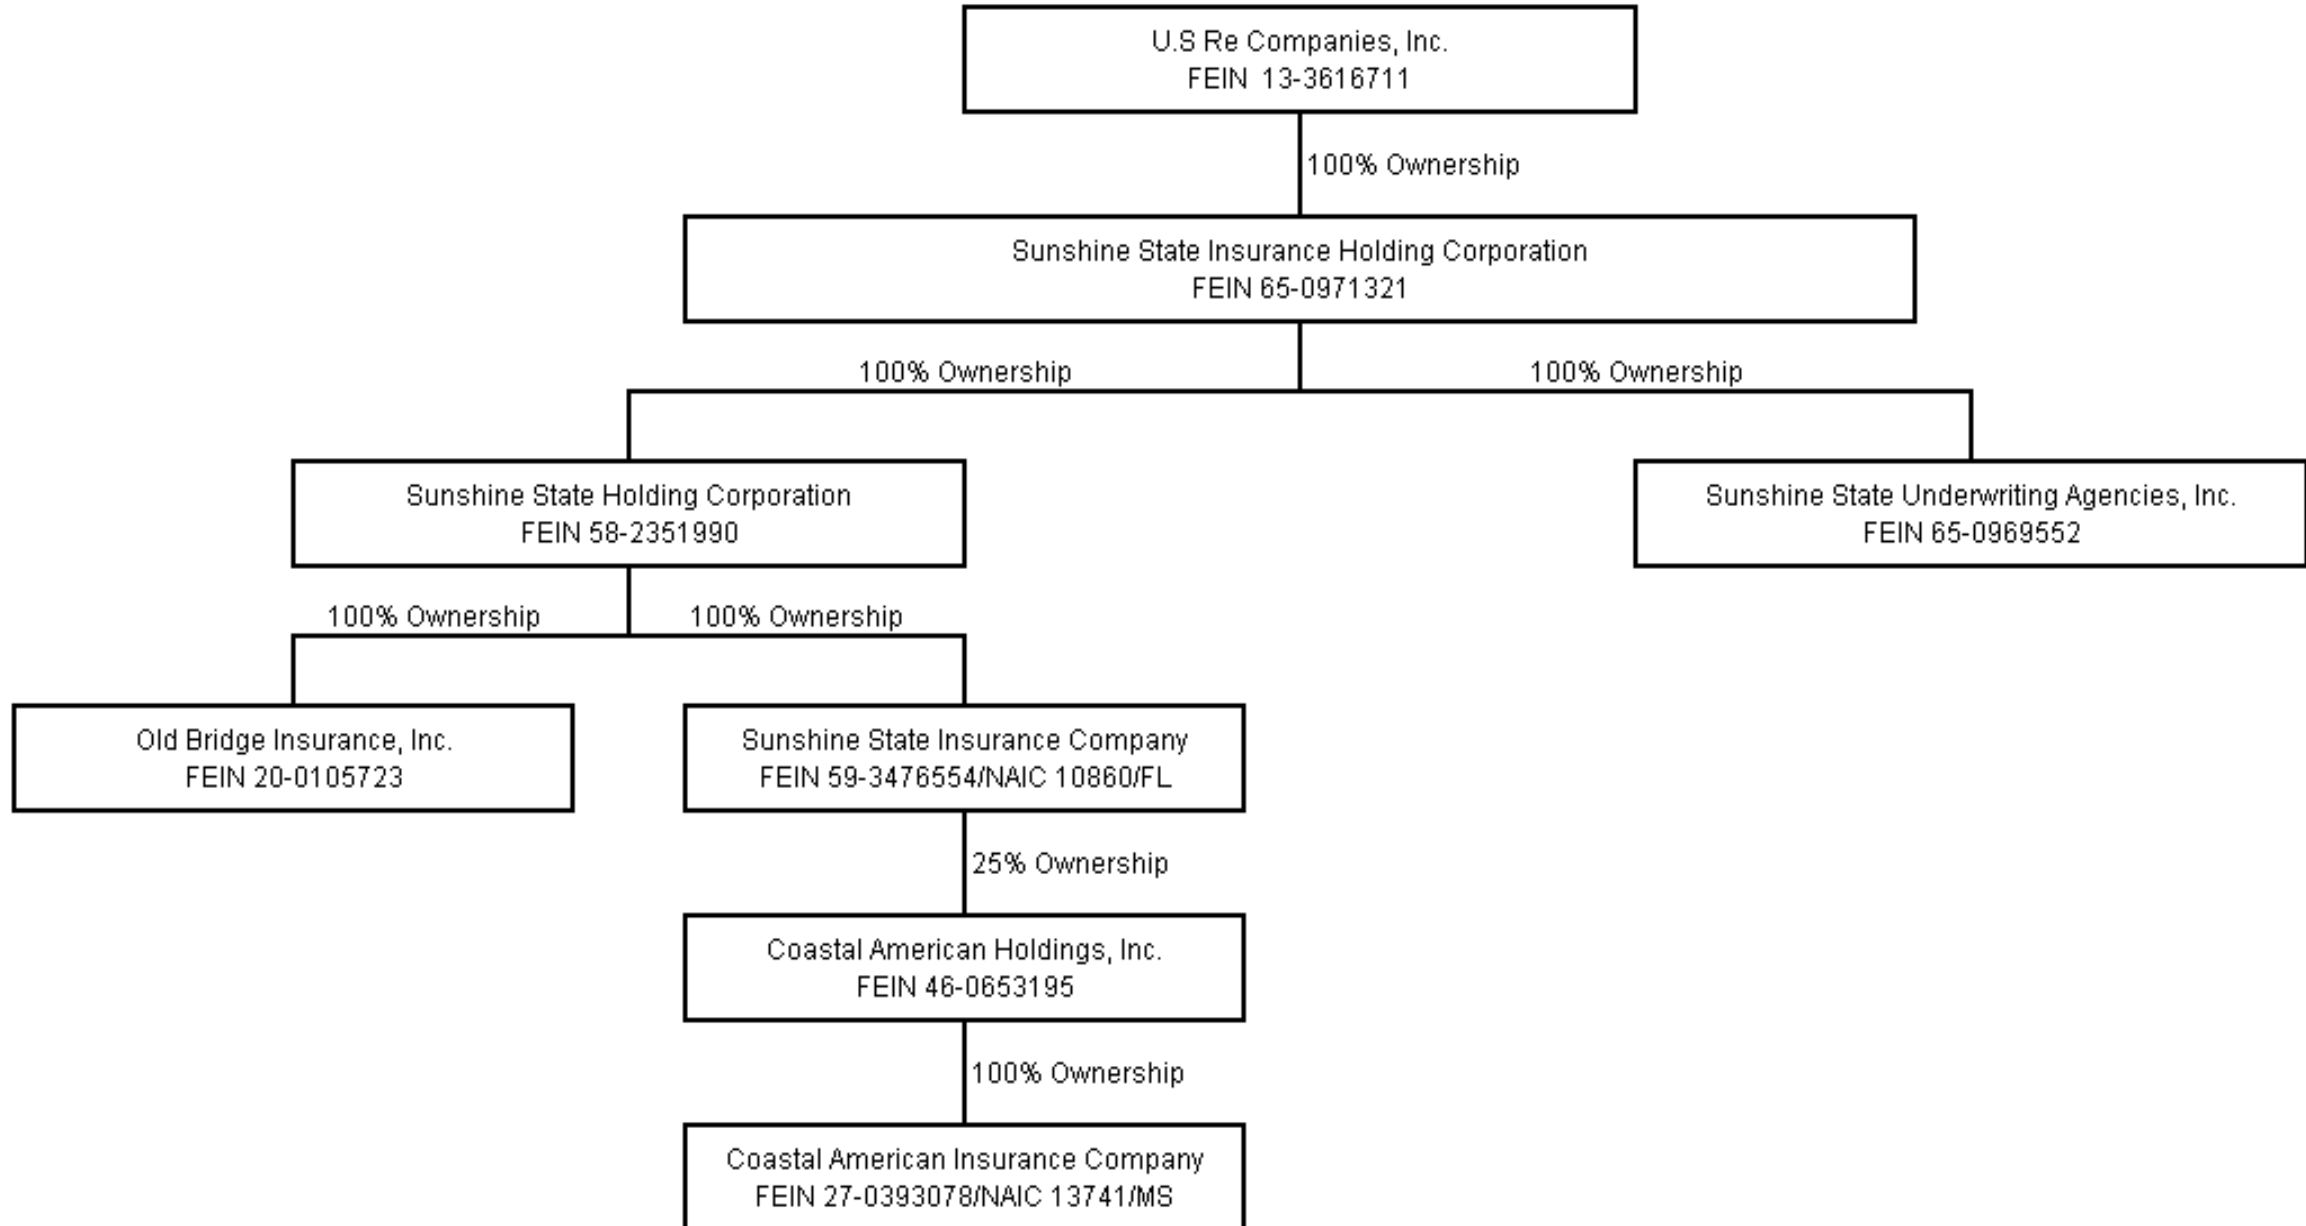 U.S Re Companies, Inc.
FEIN  13-3616711
100% Ownership
Sunshine State Insurance Holding Corporation
FEIN 65-0971321
100% Ownership
100% Ownership
Sunshine State Holding Corporation
FEIN 58-2351990
Sunshine State Underwriting Agencies, Inc.
FEIN 65-0969552
100% Ownership
100% Ownership
Old Bridge Insurance, Inc.
FEIN 20-0105723
Sunshine State Insurance Company
FEIN 59-3476554/NAIC 10860/FL
25% Ownership
Coastal American Holdings, Inc.
FEIN 46-0653195
100% Ownership
Coastal American Insurance Company
FEIN 27-0393078/NAIC 13741/MS